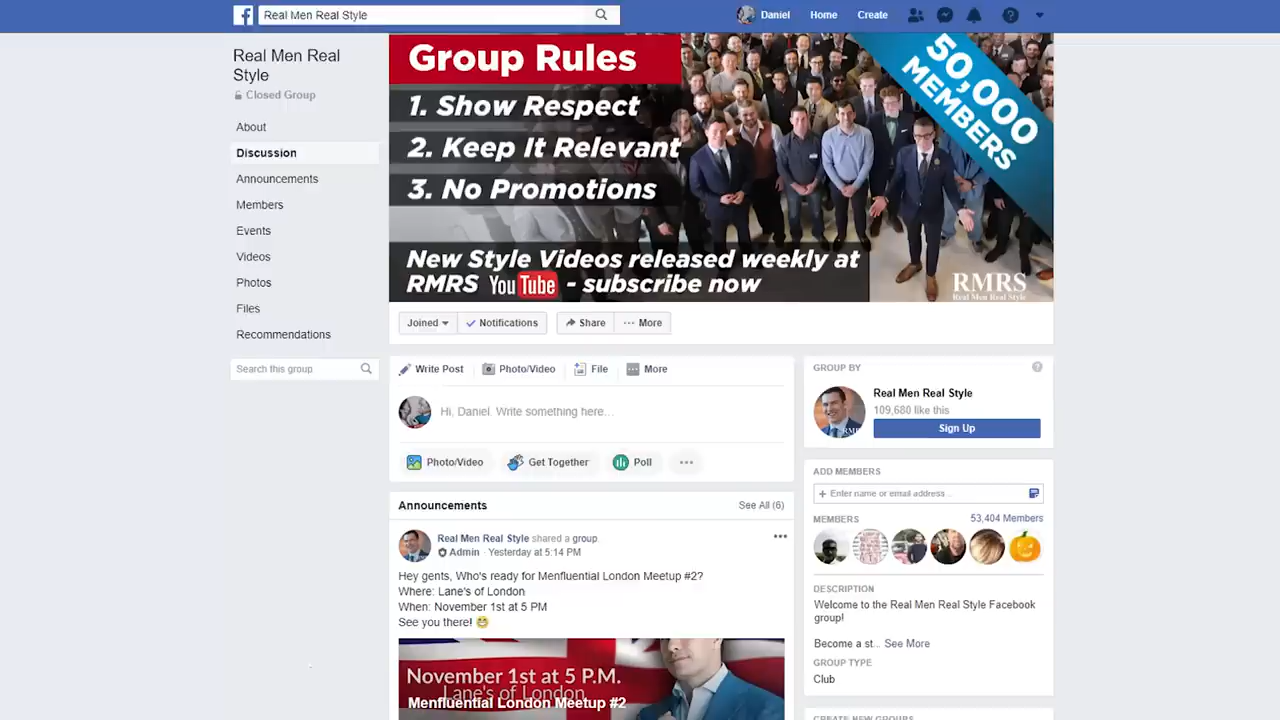 Real Men Real Style
Daniel
Home
Create
Real Men Real
Style
Closed Group
About
Discussion
Announcements
Members
Events
Videos
Photos
Files
Recommendations
Search this group
Group Rules
1. Show Respect
2. Keep It Relevant
3. No Promotions
New Style Videos released weekly at
RMRS YouTube - subscribe now
50,000
MEMBERS
RMRS
Real Men Real Style
Joined
Notifications
Share
More
Write Post
Photo/Video
File
More
Hi, Daniel. Write something here...
Photo/Video
Get Together
Poll
Announcements
See All (6)
Real Men Real Style shared a group.
Admin · Yesterday at 5:14 PM
Hey gents, Who's ready for Menfluential London Meetup #2?
Where: Lane's of London
When: November 1st at 5 PM
See you there! 😁
November 1st at 5 P.M.
Lane's of London
Menfluential London Meetup #2
GROUP BY
Real Men Real Style
109,680 like this
Sign Up
ADD MEMBERS
+ Enter name or email address...
MEMBERS
53,404 Members
DESCRIPTION
Welcome to the Real Men Real Style Facebook
group!
Become a st... See More
GROUP TYPE
Club
CREATE NEW GROUPS